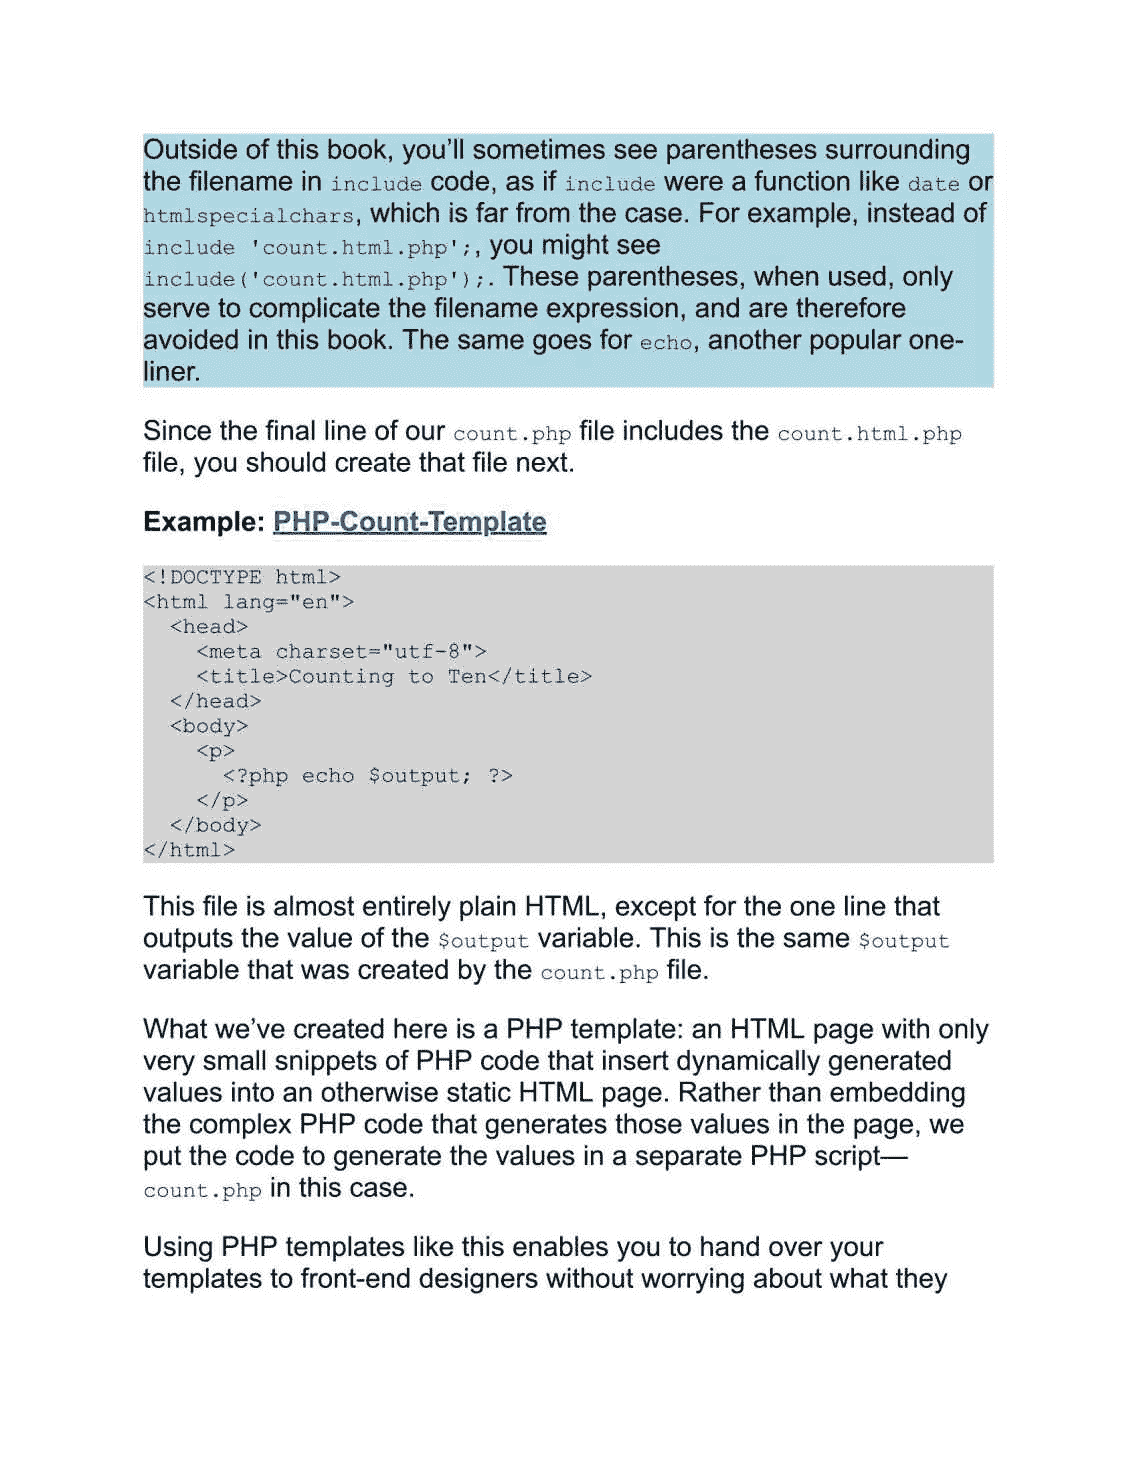 Outside of this book, you’ll sometimes see parentheses surrounding
the filename in include code, as if include were a function like date or
htmlspecialchars, which is far from the case. For example, instead of
include 'count.html.php';, you might see
include('count.html.php');. These parentheses, when used, only
serve to complicate the filename expression, and are therefore
avoided in this book. The same goes for echo, another popular one-
liner.
Since the final line of our count.php file includes the count.html.php
file, you should create that file next.
Example: PHP-Count-Template
<!DOCTYPE html>
<html lang="en">
  <head>
    <meta charset="utf-8">
    <title>Counting to Ten</title>
  </head>
  <body>
    <p>
      <?php echo $output; ?>
    </p>
  </body>
</html>
This file is almost entirely plain HTML, except for the one line that
outputs the value of the $output variable. This is the same $output
variable that was created by the count.php file.
What we’ve created here is a PHP template: an HTML page with only
very small snippets of PHP code that insert dynamically generated
values into an otherwise static HTML page. Rather than embedding
the complex PHP code that generates those values in the page, we
put the code to generate the values in a separate PHP script—
count.php in this case.
Using PHP templates like this enables you to hand over your
templates to front-end designers without worrying about what they